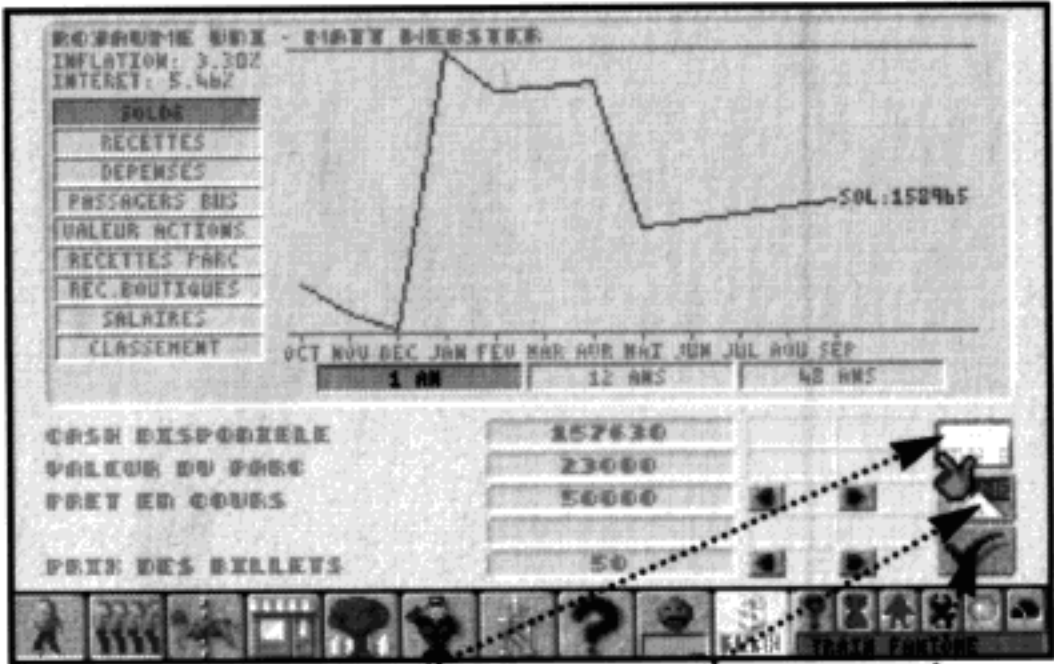 ROYAUME UNI - MATT WEBSTER
INFLATION: 3.30%
INTERET: 5.46%
SOLDE
RECETTES
DEPENSES
PASSAGERS BUS
VALEUR ACTIONS
RECETTES PARC
REC.BOUTIQUES
SALAIRES
CLASSEMENT
SOL:158965
OCT NOV DEC JAN FEV MAR AVR MAI JUN JUL AOU SEP
1 AN
12 ANS
48 ANS
CASH DISPONIBLE 157630
VALEUR DU PARC 23000
PRET EN COURS 50000
PRIX DES BILLETS 50
TRAIN FANTOME